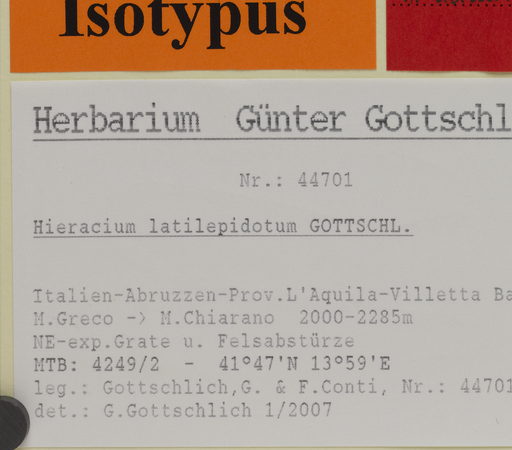 Isotypus
Herbarium Günter Gottschl
Nr.: 44701
Hieracium latilepidotum GOTTSCHL.
Italien-Abruzzen-Prov.L'Aquila-Villetta Ba
M.Greco -> M.Chiarano 2000-2285m
NE-exp.Grate u. Felsabstürze
MTB: 4249/2 - 41°47'N 13°59'E
leg.: Gottschlich,G. & F.Conti, Nr.: 44701
det.: G.Gottschlich 1/2007